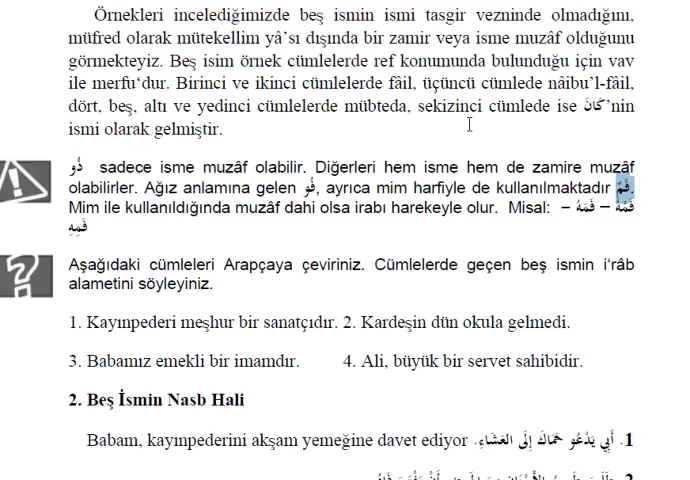 Örnekleri incelediğimizde beş ismin ismi tasgir vezninde olmadığını,
müfred olarak mütekellim yâ’sı dışında bir zamir veya isme muzâf olduğunu
görmekteyiz. Beş isim örnek cümlelerde ref konumunda bulunduğu için vav
ile merfu‘dur. Birinci ve ikinci cümlelerde fâil, üçüncü cümlede nâibu’l-fâil,
dört, beş, altı ve yedinci cümlelerde mübteda, sekizinci cümlede ise كَانَ’nin
ismi olarak gelmiştir.
ذُو sadece isme muzâf olabilir. Diğerleri hem isme hem de zamire muzâf
olabilirler. Ağız anlamına gelen فُو, ayrıca mim harfiyle de kullanılmaktadır فَمٌ.
Mim ile kullanıldığında muzâf dahi olsa irabı harekeyle olur. Misal: فَمُهُ – فَمَهُ –
فَمِهِ
Aşağıdaki cümleleri Arapçaya çeviriniz. Cümlelerde geçen beş ismin i‘râb
alametini söyleyiniz.
1. Kayınpederi meşhur bir sanatçıdır. 2. Kardeşin dün okula gelmedi.
3. Babamız emekli bir imamdır. 4. Ali, büyük bir servet sahibidir.
2. Beş İsmin Nasb Hali
Babam, kayınpederini akşam yemeğine davet ediyor .1. أَبِي يَدْعُو حَمَاكَ إِلَى العَشَاءِ